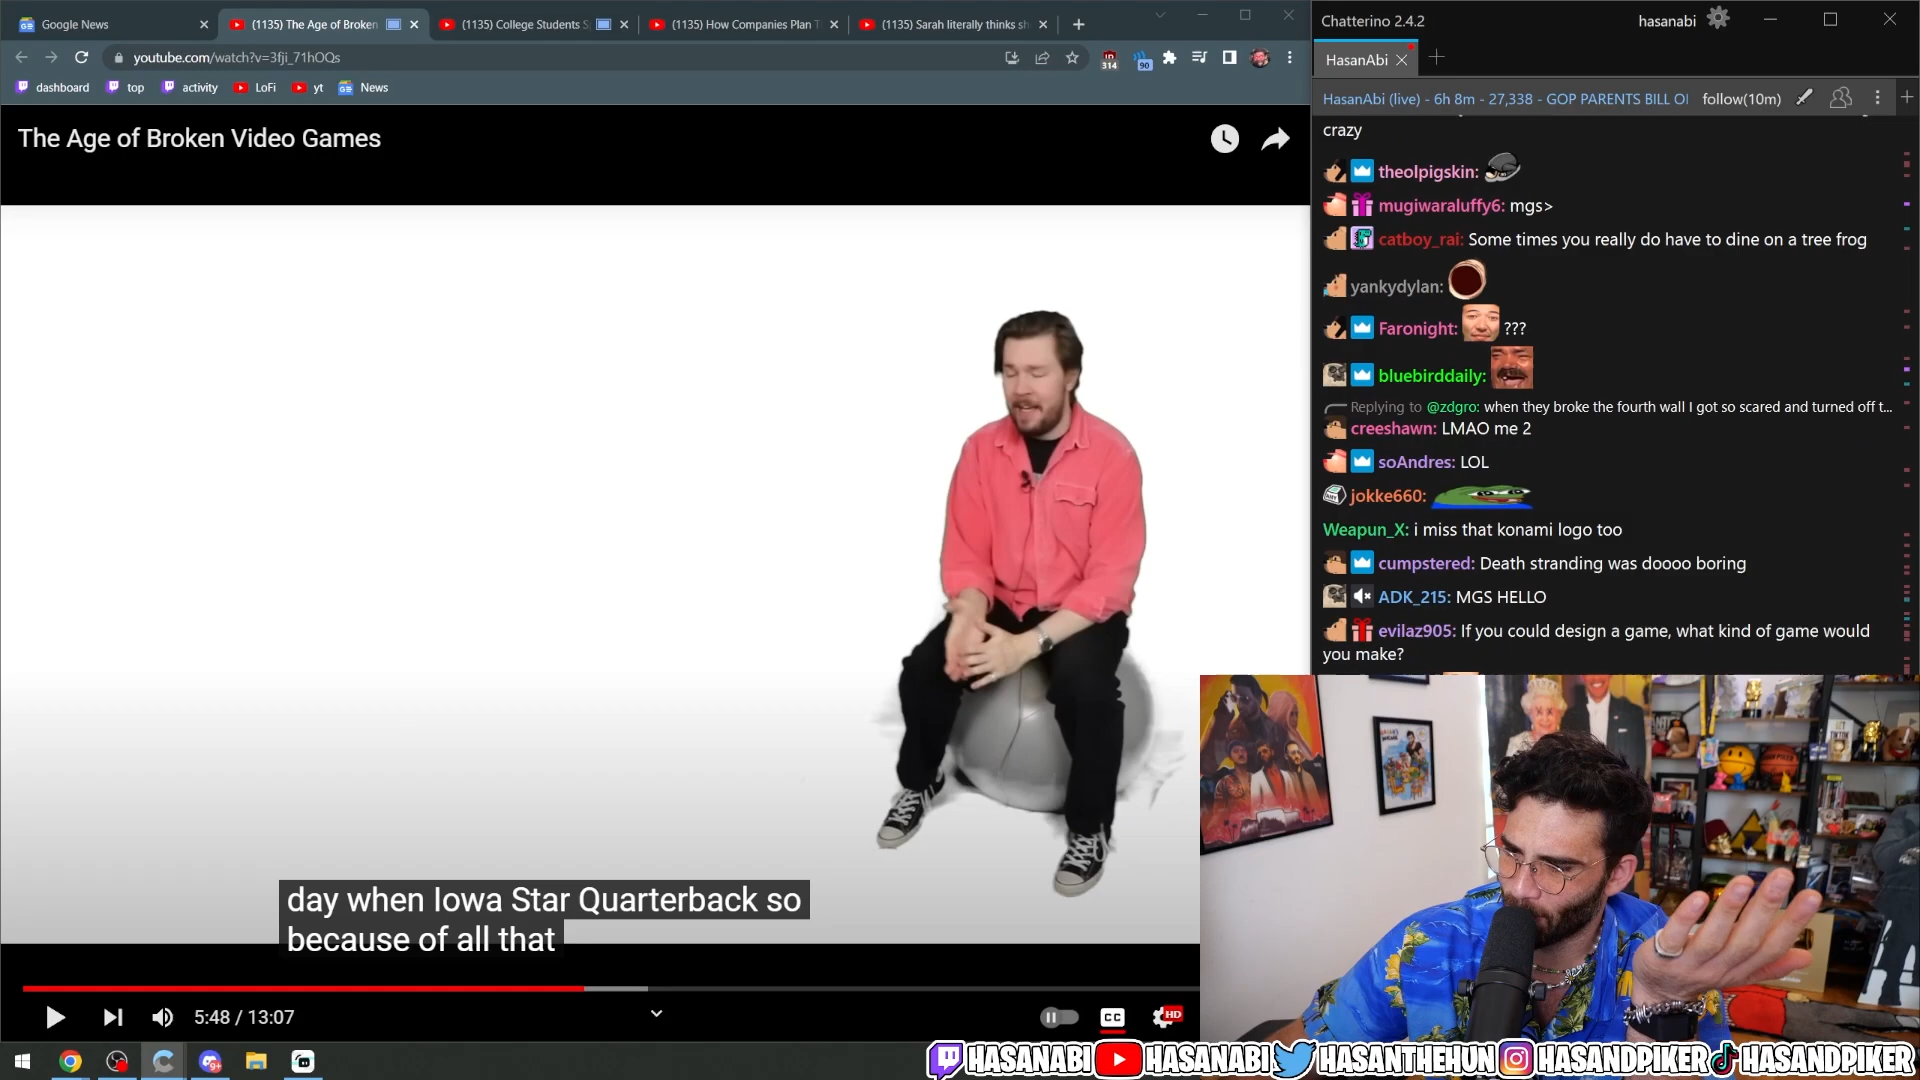 Google News
(1135) The Age of Broken
(1135) College Students S
(1135) How Companies Plan T
(1135) Sarah literally thinks sh
youtube.com/watch?v=3fji_71hOQs
314
90
dashboard
top
activity
LoFi
yt
News
The Age of Broken Video Games
day when Iowa Star Quarterback so
because of all that
5:48 / 13:07
CC
HD
Chatterino 2.4.2
hasanabi
HasanAbi
HasanAbi (live) - 6h 8m - 27,338 - GOP PARENTS BILL OI
follow(10m)
crazy
theolpigskin:
mugiwaraluffy6: mgs>
catboy_rai: Some times you really do have to dine on a tree frog
yankydylan:
Faronight: ???
bluebirddaily:
Replying to @zdgro: when they broke the fourth wall I got so scared and turned off t...
creeshawn: LMAO me 2
soAndres: LOL
jokke660:
Weapun_X: i miss that konami logo too
cumpstered: Death stranding was doooo boring
ADK_215: MGS HELLO
evilaz905: If you could design a game, what kind of game would
you make?
HASANABI HASANABI HASANTHEHUN HASANDPIKER HASANDPIKER